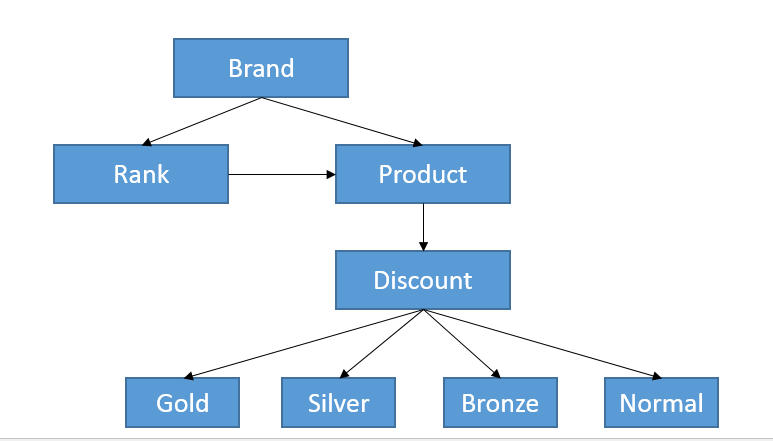 Brand
Rank
Product
Discount
Gold
Silver
Bronze
Normal